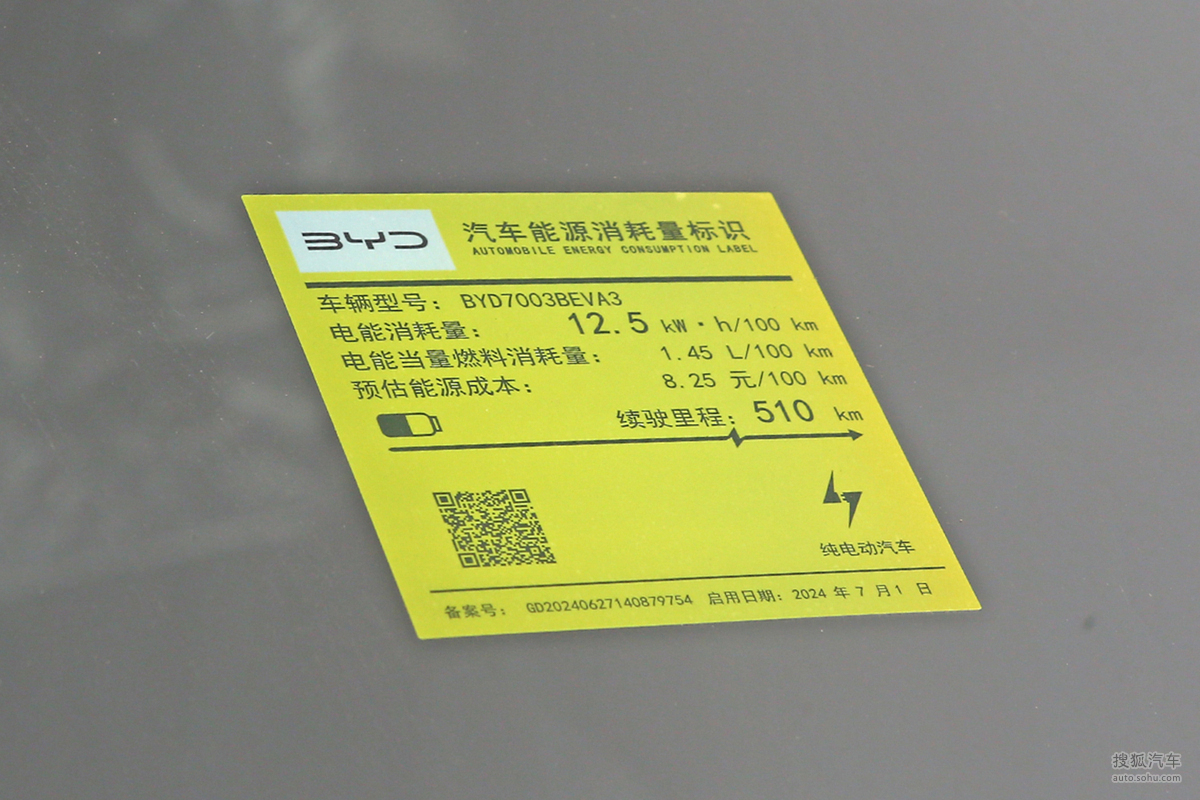 BYD
汽车能源消耗量标识
AUTOMOBILE ENERGY CONSUMPTION LABEL
车辆型号: BYD7003BEVA3
电能消耗量: 12.5 kW·h/100 km
电能当量燃料消耗量: 1.45 L/100 km
预估能源成本: 8.25 元/100 km
续驶里程: 510 km
纯电动汽车
备案号: GD20240627140879754 启用日期: 2024 年 7 月 1 日
搜狐汽车
auto.sohu.com